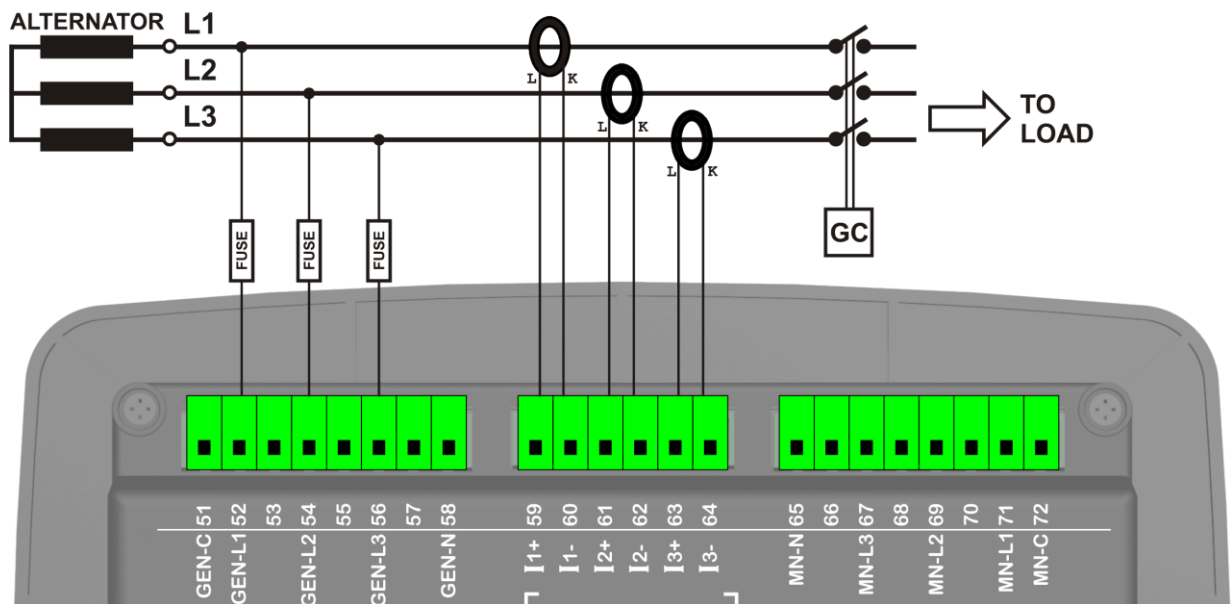 ALTERNATOR
L1
L2
L3
L K
L K
L K
TO
LOAD
GC
FUSE
FUSE
FUSE
51 52 53 54 55 56 57 58
59 60 61 62 63 64
65 66 67 68 69 70 71 72
GEN-C
GEN-L1
GEN-L2
GEN-L3
GEN-N
I1+
I1-
I2+
I2-
I3+
I3-
MN-N
MN-L3
MN-L2
MN-L1
MN-C